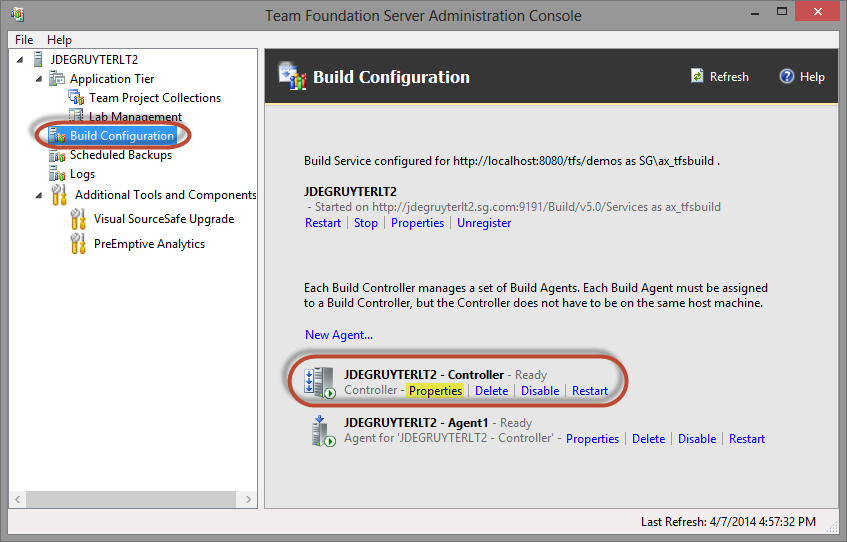 Team Foundation Server Administration Console
File Help
JDEGRUYTERLT2
Application Tier
Team Project Collections
Lab Management
Build Configuration
Scheduled Backups
Logs
Additional Tools and Components
Visual SourceSafe Upgrade
PreEmptive Analytics
Build Configuration
Refresh
Help
Build Service configured for http://localhost:8080/tfs/demos as SG\ax_tfsbuild .
JDEGRUYTERLT2
- Started on http://jdegruyterlt2.sg.com:9191/Build/v5.0/Services as ax_tfsbuild
Restart | Stop | Properties | Unregister
Each Build Controller manages a set of Build Agents. Each Build Agent must be assigned
to a Build Controller, but the Controller does not have to be on the same host machine.
New Agent...
JDEGRUYTERLT2 - Controller - Ready
Controller - Properties | Delete | Disable | Restart
JDEGRUYTERLT2 - Agent1 - Ready
Agent for 'JDEGRUYTERLT2 - Controller' - Properties | Delete | Disable | Restart
Last Refresh: 4/7/2014 4:57:32 PM